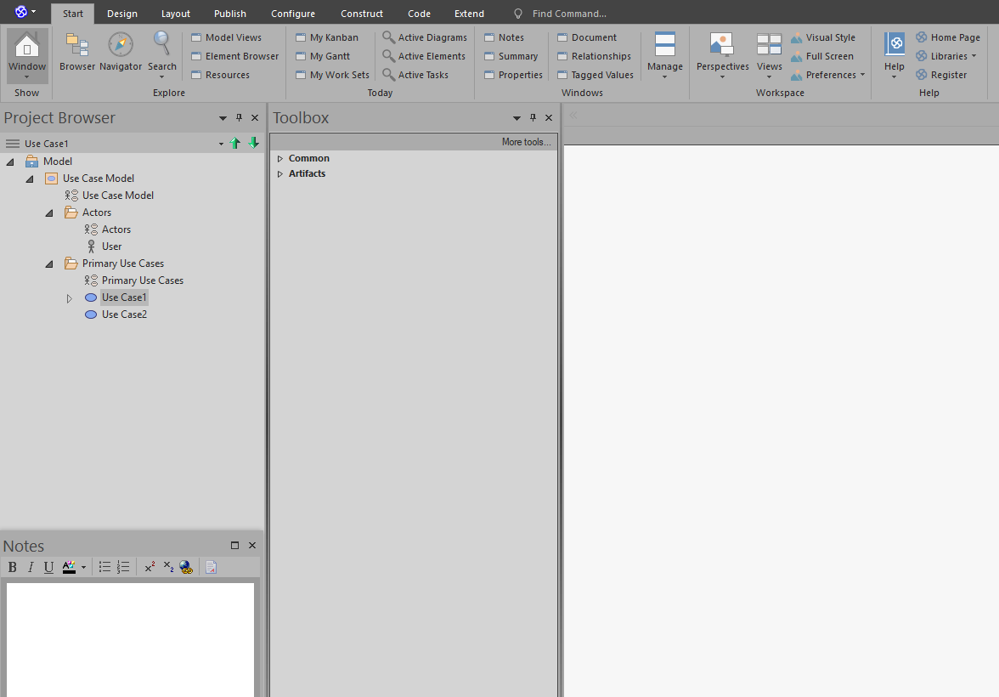 Start Design Layout Publish Configure Construct Code Extend Find Command...
Window
Show
Browser Navigator Search
Model Views
Element Browser
Resources
Explore
My Kanban
My Gantt
My Work Sets
Active Diagrams
Active Elements
Active Tasks
Today
Notes
Summary
Properties
Document
Relationships
Tagged Values
Manage
Windows
Perspectives Views
Visual Style
Full Screen
Preferences
Workspace
Help
Home Page
Libraries
Register
Help
Project Browser
Use Case1
Model
Use Case Model
Use Case Model
Actors
Actors
User
Primary Use Cases
Primary Use Cases
Use Case1
Use Case2
Toolbox
More tools...
Common
Artifacts
Notes
B I U A x² x₂